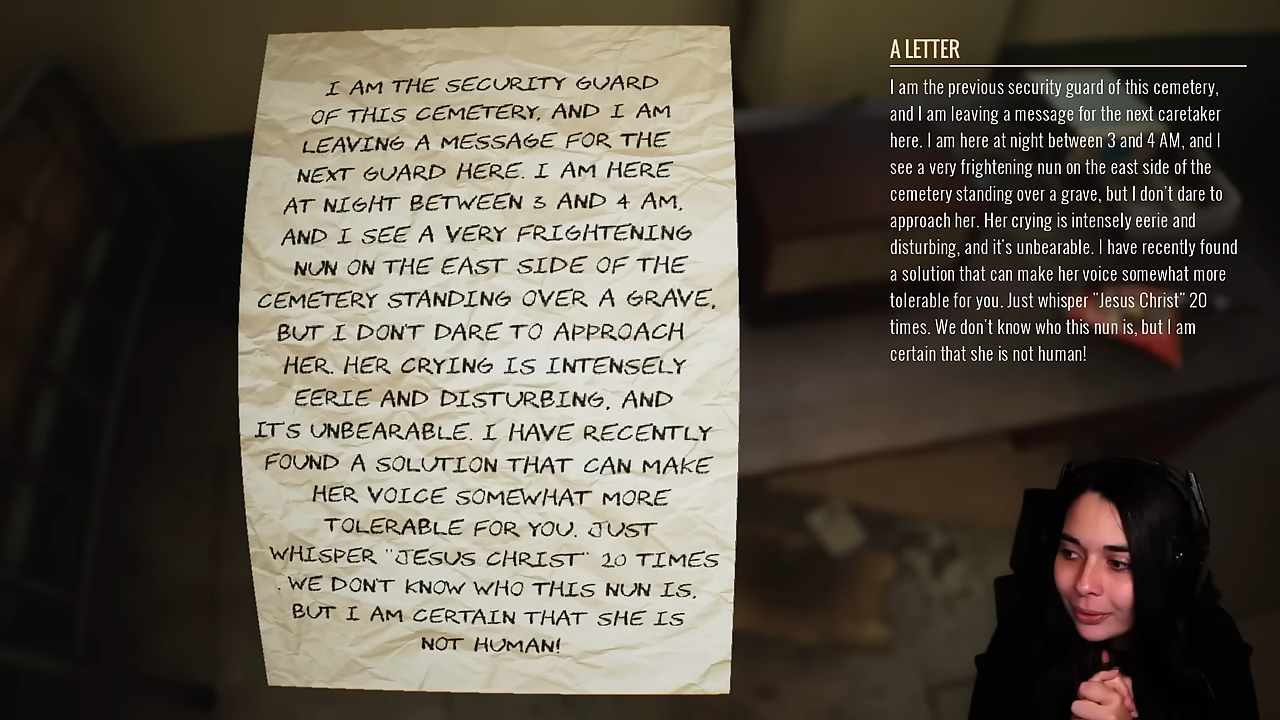 I AM THE SECURITY GUARD
OF THIS CEMETERY, AND I AM
LEAVING A MESSAGE FOR THE
NEXT GUARD HERE. I AM HERE
AT NIGHT BETWEEN 3 AND 4 AM,
AND I SEE A VERY FRIGHTENING
NUN ON THE EAST SIDE OF THE
CEMETERY STANDING OVER A GRAVE,
BUT I DON'T DARE TO APPROACH
HER. HER CRYING IS INTENSELY
EERIE AND DISTURBING, AND
IT'S UNBEARABLE. I HAVE RECENTLY
FOUND A SOLUTION THAT CAN MAKE
HER VOICE SOMEWHAT MORE
TOLERABLE FOR YOU. JUST
WHISPER "JESUS CHRIST" 20 TIMES
. WE DONT KNOW WHO THIS NUN IS,
BUT I AM CERTAIN THAT SHE IS
NOT HUMAN!
A LETTER
I am the previous security guard of this cemetery,
and I am leaving a message for the next caretaker
here. I am here at night between 3 and 4 AM, and I
see a very frightening nun on the east side of the
cemetery standing over a grave, but I don't dare to
approach her. Her crying is intensely eerie and
disturbing, and it's unbearable. I have recently found
a solution that can make her voice somewhat more
tolerable for you. Just whisper "Jesus Christ" 20
times. We don't know who this nun is, but I am
certain that she is not human!